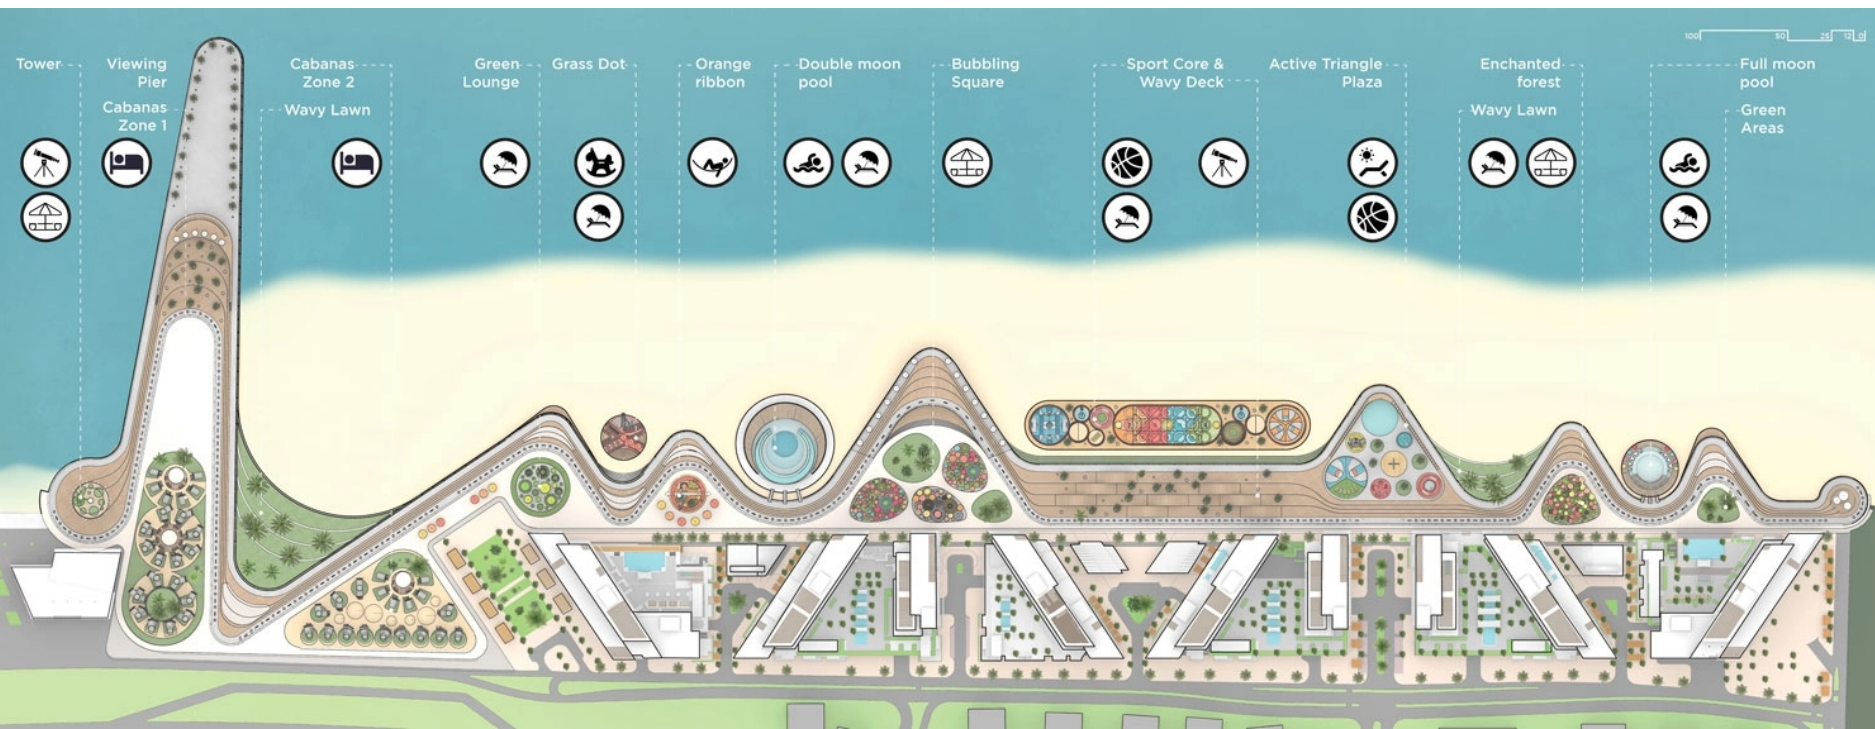 Tower
Viewing
Pier
Cabanas
Zone 1
Cabanas
Zone 2
Wavy Lawn
Green
Lounge
Grass Dot
Orange
ribbon
Double moon
pool
Bubbling
Square
Sport Core &
Wavy Deck
Active Triangle
Plaza
Enchanted
forest
Wavy Lawn
Full moon
pool
Green
Areas
100 50 25 12 0